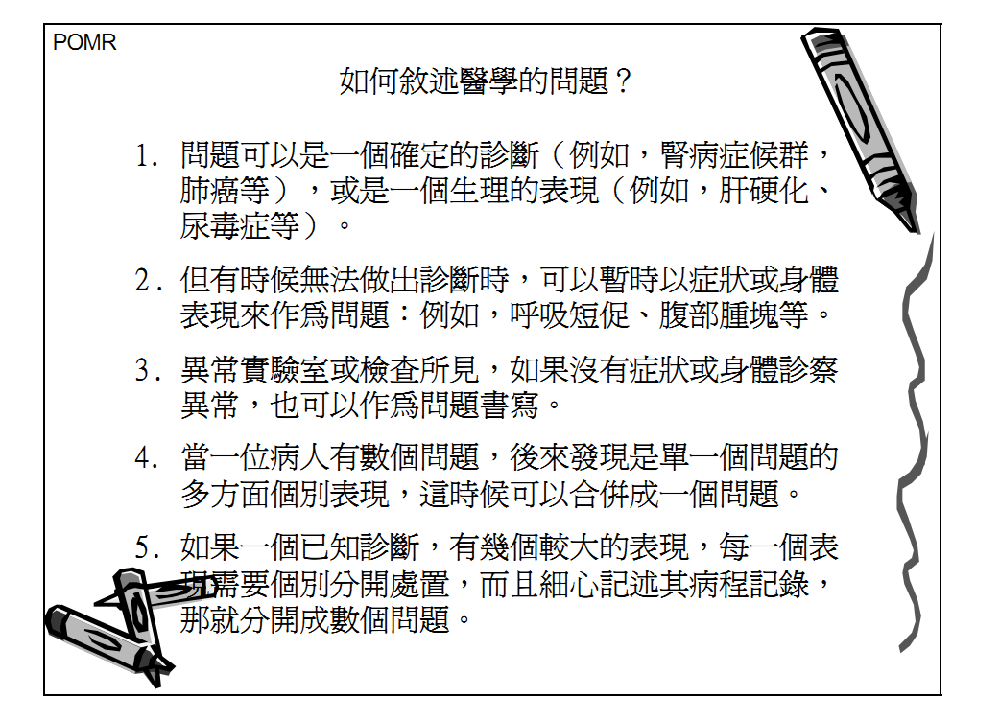 POMR
如何敘述醫學的問題？
1. 問題可以是一個確定的診斷（例如，腎病症候群，
肺癌等），或是一個生理的表現（例如，肝硬化、
尿毒症等）。
2. 但有時候無法做出診斷時，可以暫時以症狀或身體
表現來作為問題：例如，呼吸短促、腹部腫塊等。
3. 異常實驗室或檢查所見，如果沒有症狀或身體診察
異常，也可以作為問題書寫。
4. 當一位病人有數個問題，後來發現是單一個問題的
多方面個別表現，這時候可以合併成一個問題。
5. 如果一個已知診斷，有幾個較大的表現，每一個表
現需要個別分開處置，而且細心記述其病程記錄，
那就分開成數個問題。